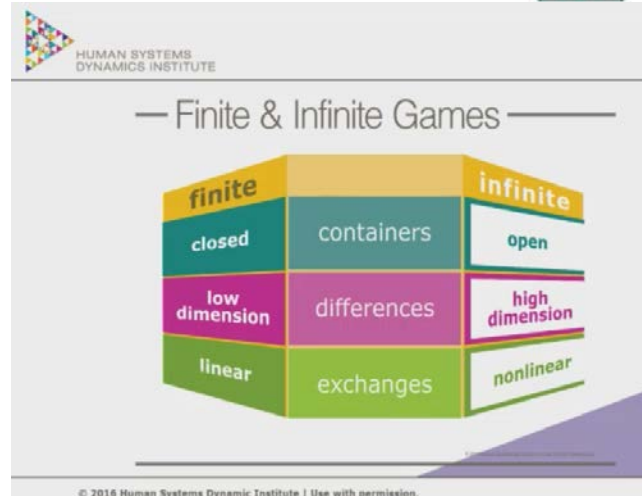 HUMAN SYSTEMS
DYNAMICS INSTITUTE
Finite & Infinite Games
finite
infinite
closed
containers
open
low
dimension
differences
high
dimension
linear
exchanges
nonlinear
© 2016 Human Systems Dynamic Institute | Use with permission.